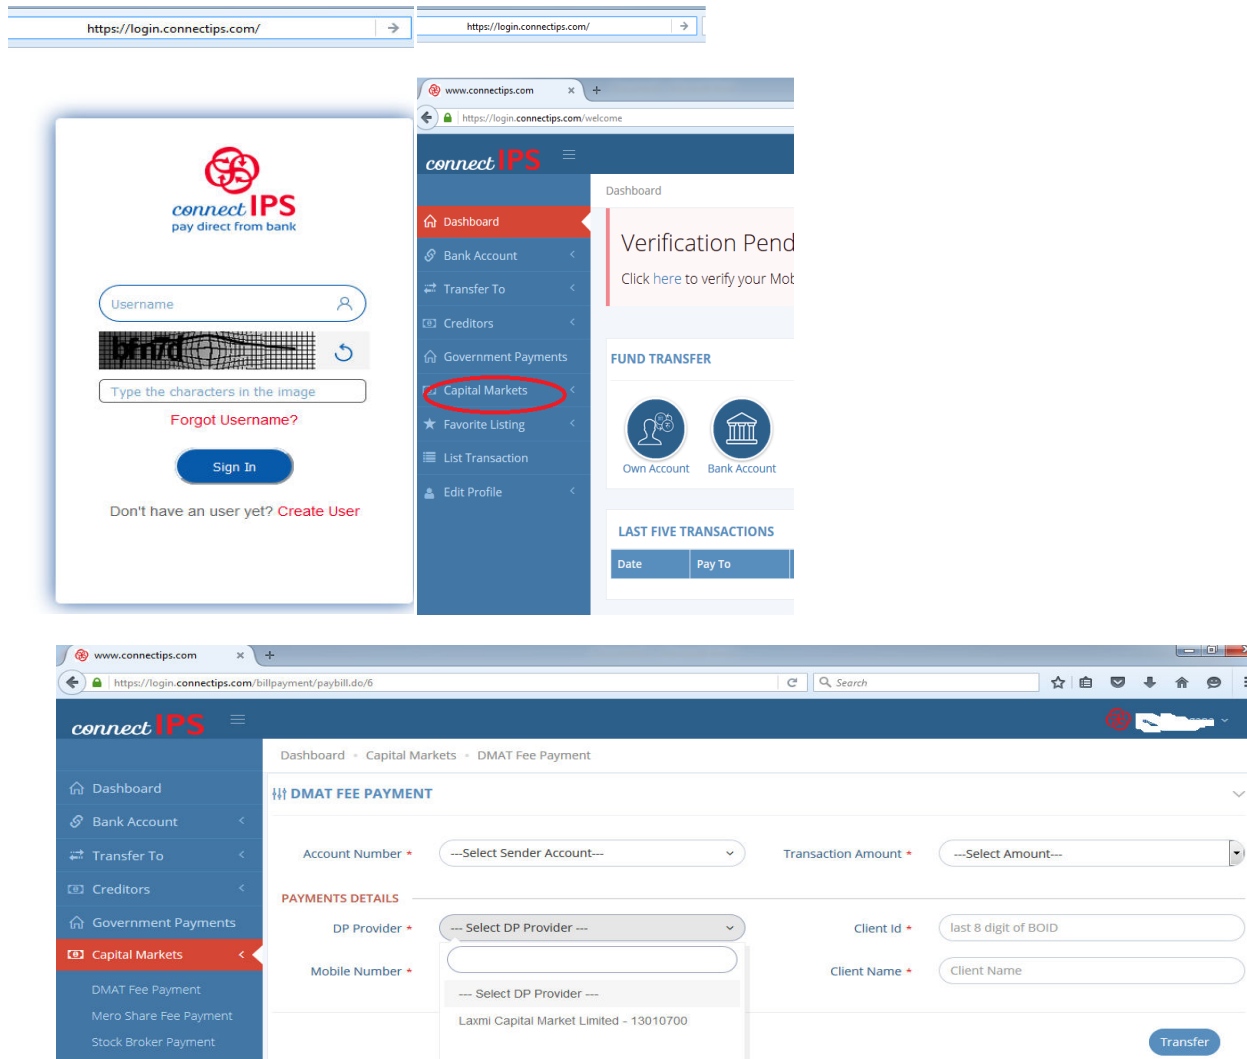 https://login.connectips.com/
connectIPS
pay direct from bank
Username
bfn7d
Type the characters in the image
Forgot Username?
Sign In
Don't have an user yet? Create User
https://login.connectips.com/
www.connectips.com
https://login.connectips.com/welcome
connectIPS
Dashboard
Dashboard
Bank Account
Transfer To
Creditors
Government Payments
Capital Markets
Favorite Listing
List Transaction
Edit Profile
Verification Pend
Click here to verify your Mob
FUND TRANSFER
Own Account Bank Account
LAST FIVE TRANSACTIONS
Date Pay To
www.connectips.com
https://login.connectips.com/billpayment/paybill.do/6
Search
connectIPS
Dashboard
Bank Account
Transfer To
Creditors
Government Payments
Capital Markets
DMAT Fee Payment
Mero Share Fee Payment
Stock Broker Payment
Dashboard Capital Markets DMAT Fee Payment
DMAT FEE PAYMENT
Account Number * ---Select Sender Account--- Transaction Amount * ---Select Amount---
PAYMENTS DETAILS
DP Provider * --- Select DP Provider --- Client Id * last 8 digit of BOID
Mobile Number * Client Name * Client Name
--- Select DP Provider ---
Laxmi Capital Market Limited - 13010700
Transfer